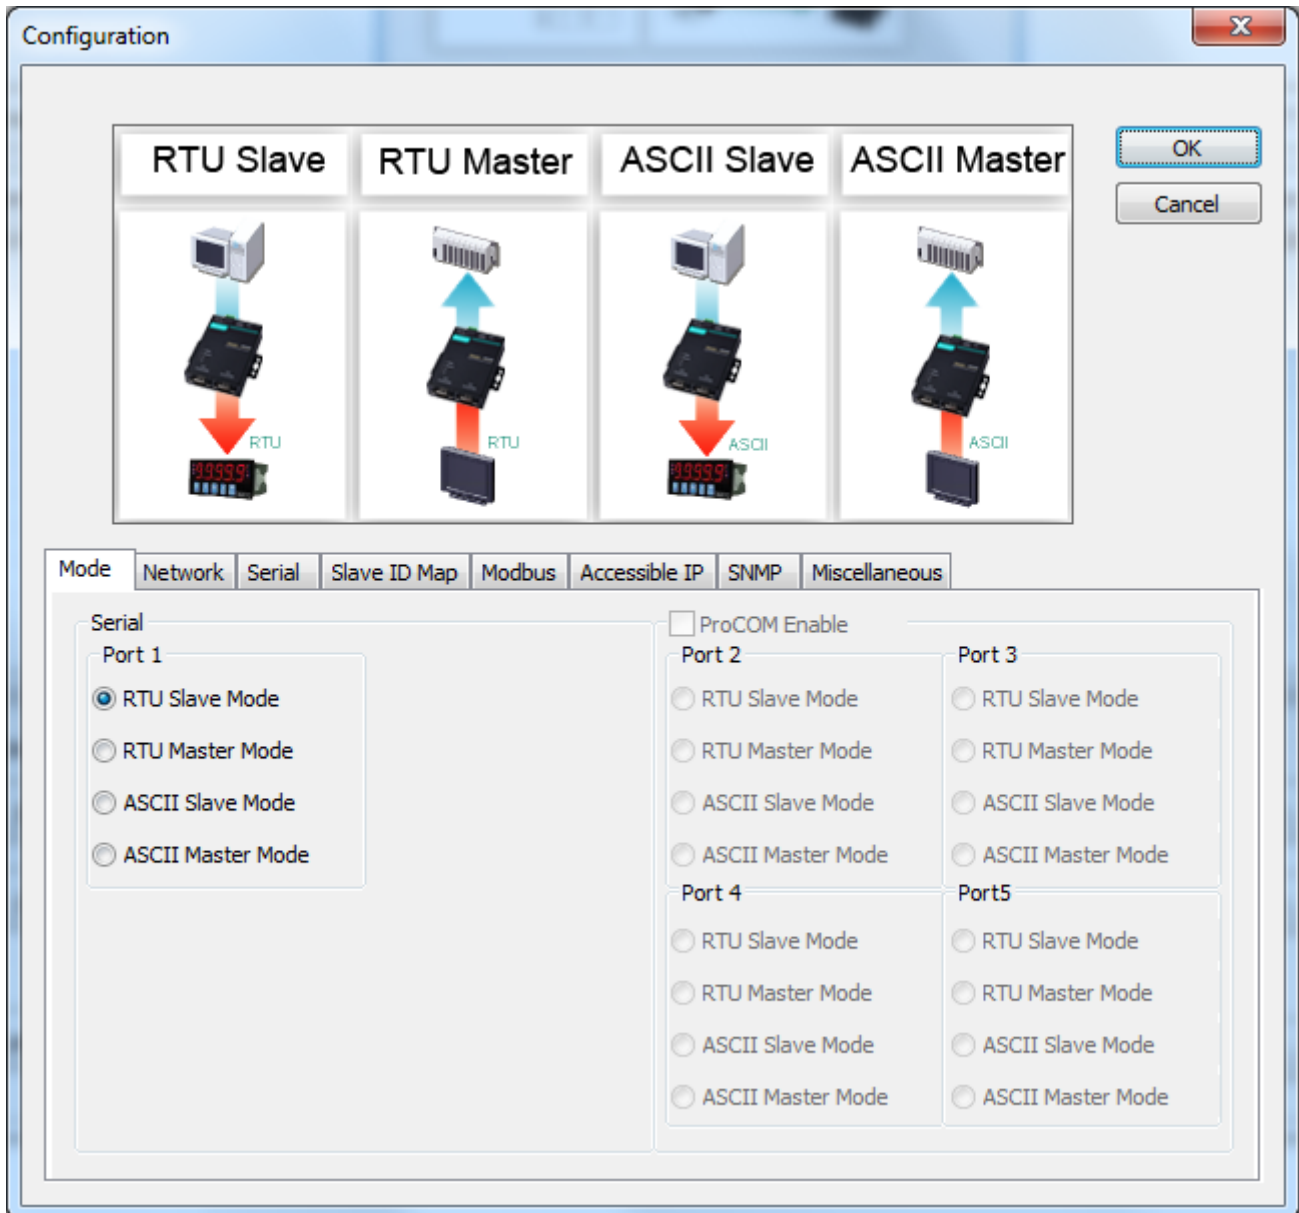 Configuration
X
RTU Slave
RTU Master
ASCII Slave
ASCII Master
RTU
RTU
ASCII
ASCII
OK
Cancel
Mode
Network
Serial
Slave ID Map
Modbus
Accessible IP
SNMP
Miscellaneous
Serial
Port 1
RTU Slave Mode
RTU Master Mode
ASCII Slave Mode
ASCII Master Mode
ProCOM Enable
Port 2
RTU Slave Mode
RTU Master Mode
ASCII Slave Mode
ASCII Master Mode
Port 3
RTU Slave Mode
RTU Master Mode
ASCII Slave Mode
ASCII Master Mode
Port 4
RTU Slave Mode
RTU Master Mode
ASCII Slave Mode
ASCII Master Mode
Port5
RTU Slave Mode
RTU Master Mode
ASCII Slave Mode
ASCII Master Mode